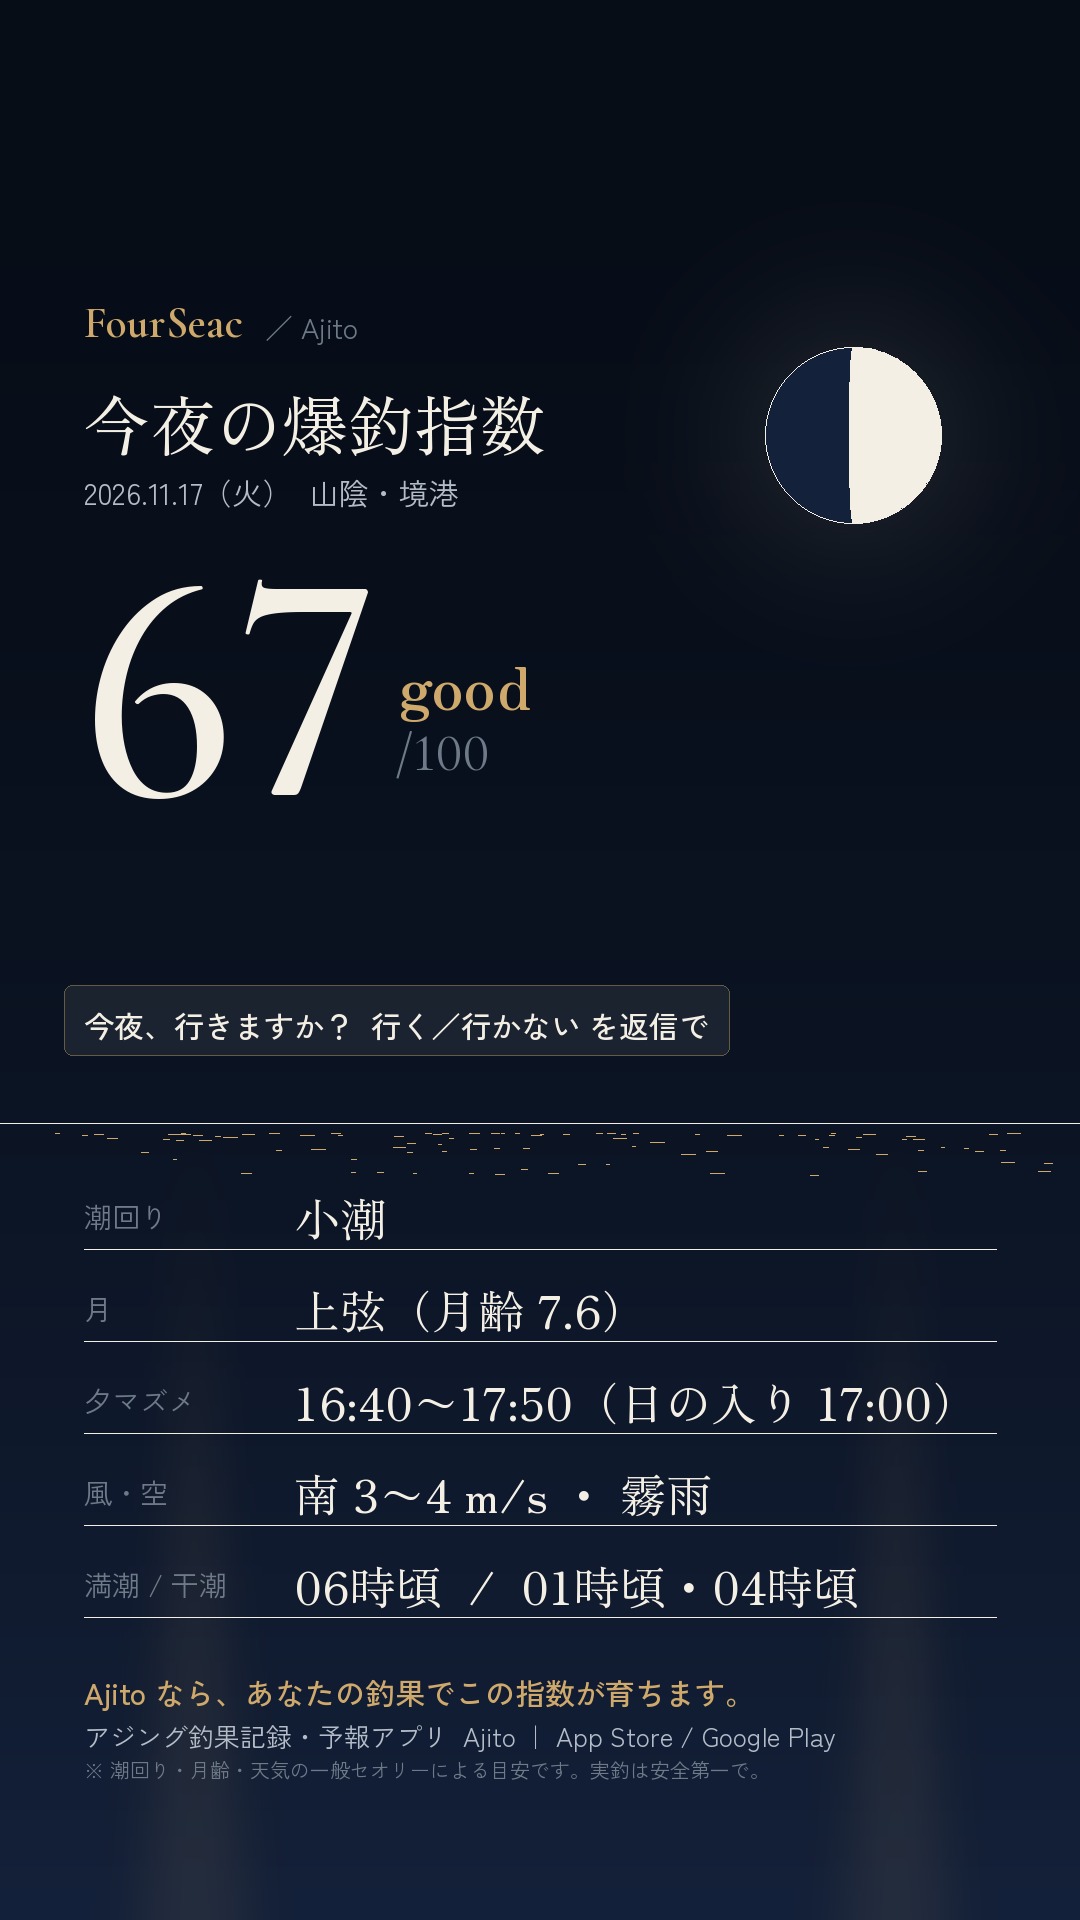 FourSeac ／ Ajito
今夜の爆釣指数
2026.11.17（火） 山陰・境港
67
good
/100
今夜、行きますか？ 行く／行かない を返信で
潮回り 小潮
月 上弦（月齢 7.6）
夕マズメ 16:40〜17:50（日の入り 17:00）
風・空 南 3〜4 m/s ・ 霧雨
満潮 / 干潮 06時頃 / 01時頃・04時頃
Ajito なら、あなたの釣果でこの指数が育ちます。
アジング釣果記録・予報アプリ Ajito ｜ App Store / Google Play
※ 潮回り・月齢・天気の一般セオリーによる目安です。実釣は安全第一で。